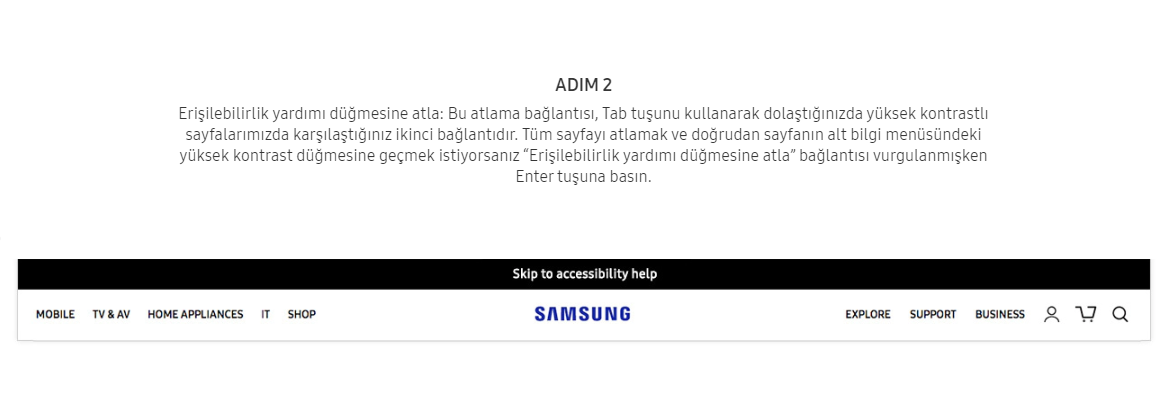 ADIM 2
Erişilebilirlik yardımı düğmesine atla: Bu atlama bağlantısı, Tab tuşunu kullanarak dolaştığınızda yüksek kontrastlı
sayfalarımızda karşılaştığınız ikinci bağlantıdır. Tüm sayfayı atlamak ve doğrudan sayfanın alt bilgi menüsündeki
yüksek kontrast düğmesine geçmek istiyorsanız “Erişilebilirlik yardımı düğmesine atla” bağlantısı vurgulanmışken
Enter tuşuna basın.
Skip to accessibility help
MOBILE TV & AV HOME APPLIANCES IT SHOP SAMSUNG EXPLORE SUPPORT BUSINESS